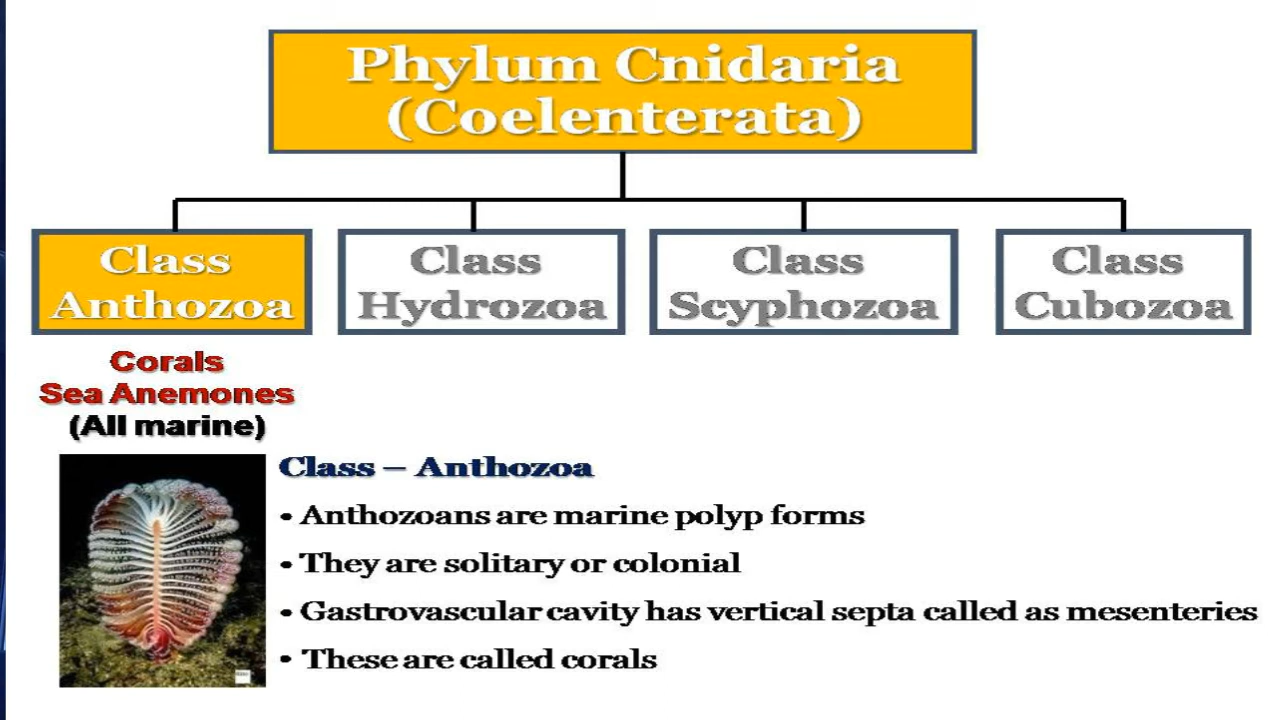 Phylum Cnidaria
(Coelenterata)
Class
Anthozoa
Class
Hydrozoa
Class
Scyphozoa
Class
Cubozoa
Corals
Sea Anemones
(All marine)
Class – Anthozoa
• Anthozoans are marine polyp forms
• They are solitary or colonial
• Gastrovascular cavity has vertical septa called as mesenteries
• These are called corals